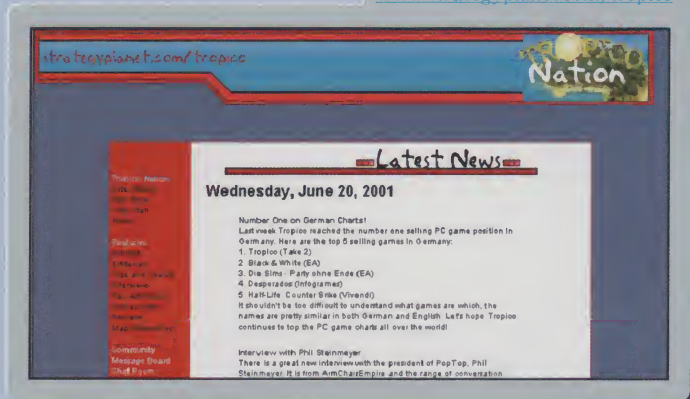 strategyplanet.com/tropico
Tropico
Nation
Latest News
Wednesday, June 20, 2001
Number One on German Charts!
Last week Tropico reached the number one selling PC game position in
Germany. Here are the top 5 selling games in Germany:
1. Tropico (Take 2)
2. Black & White (EA)
3. Die Sims - Party ohne Ende (EA)
4. Desperados (Infogrames)
5. Half-Life Counter Strike (Vivendi)
It shouldn't be too difficult to understand what games are which, the
names are pretty similar in both German and English. Let's hope Tropico
continues to top the PC game charts all over the world!
Interview with Phil Steinmeyer
There is a great new interview with the president of PopTop, Phil
Steinmeyer. It is from ArmChairEmpire and the range of conversation
Tropico Nation
Features
Community
Message Board
Chat Room